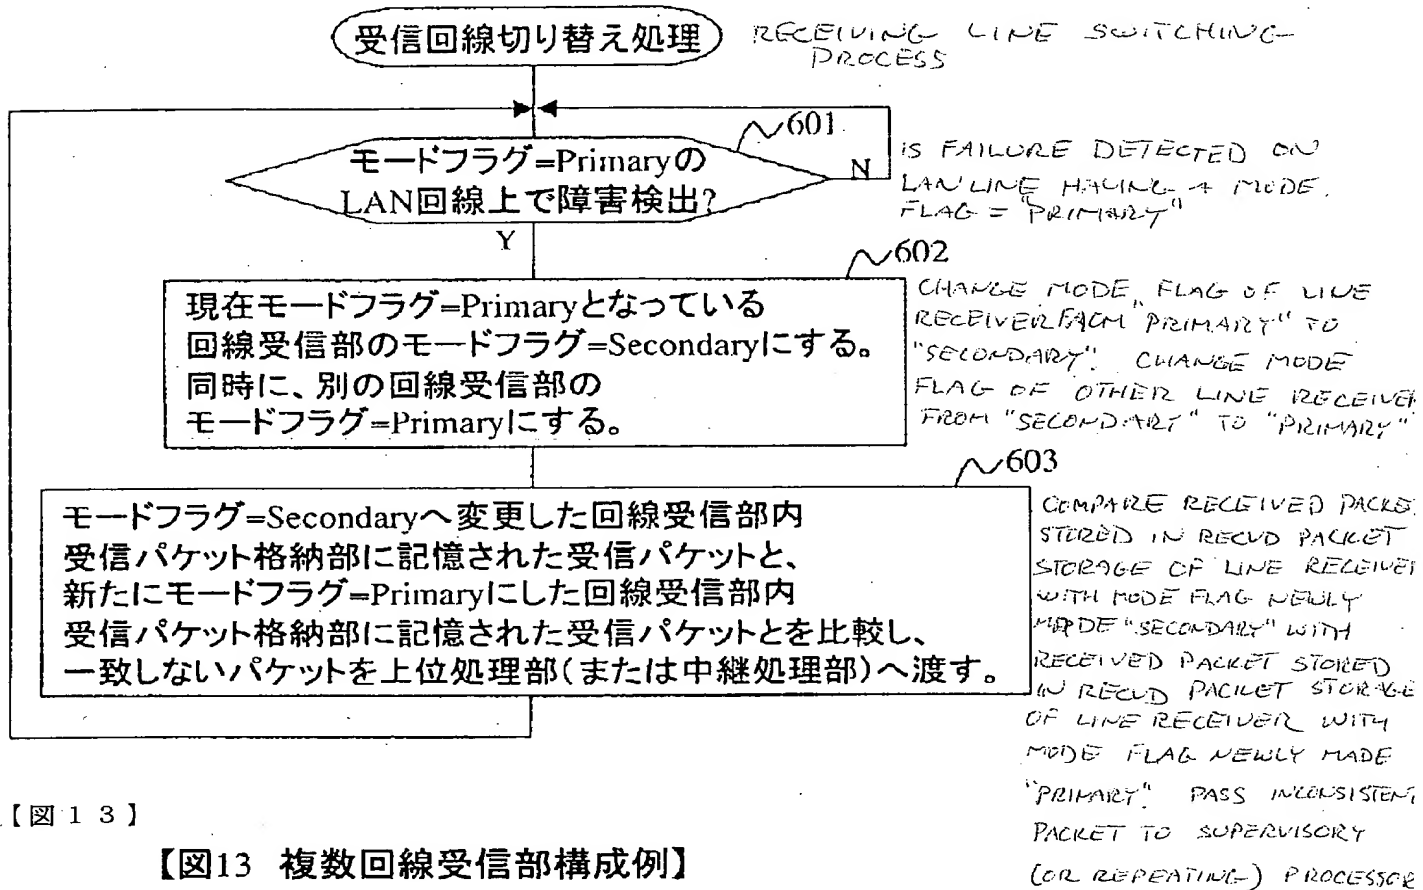 受信回線切り替え処理
RECEIVING LINE SWITCHING
PROCESS
601
モードフラグ=Primaryの
LAN回線上で障害検出?
N
Y
IS FAILURE DETECTED ON
LAN LINE HAVING A MODE
FLAG = "PRIMARY"
602
現在モードフラグ=Primaryとなっている
回線受信部のモードフラグ=Secondaryにする。
同時に、別の回線受信部の
モードフラグ=Primaryにする。
CHANGE MODE FLAG OF LINE
RECEIVER FROM "PRIMARY" TO
"SECONDARY". CHANGE MODE
FLAG OF OTHER LINE RECEIVER
FROM "SECONDARY" TO "PRIMARY"
603
モードフラグ=Secondaryへ変更した回線受信部内
受信パケット格納部に記憶された受信パケットと、
新たにモードフラグ=Primaryにした回線受信部内
受信パケット格納部に記憶された受信パケットとを比較し、
一致しないパケットを上位処理部(または中継処理部)へ渡す。
COMPARE RECEIVED PACKET
STORED IN RECVD PACKET
STORAGE OF LINE RECEIVER
WITH MODE FLAG NEWLY
MADE "SECONDARY" WITH
RECEIVED PACKET STORED
IN RECVD PACKET STORAGE
OF LINE RECEIVER WITH
MODE FLAG NEWLY MADE
"PRIMARY". PASS INCONSISTENT
PACKET TO SUPERVISORY
(OR REPEATING) PROCESSOR
【図13】
【図13 複数回線受信部構成例】